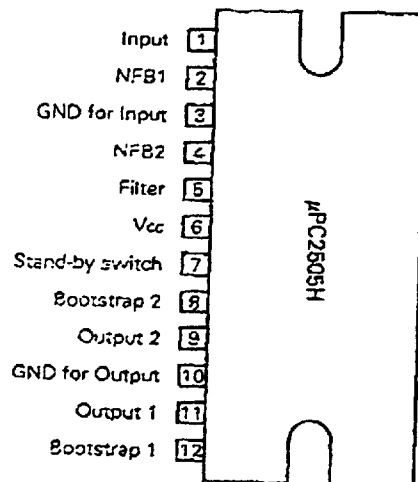 Input 1
NFB1 2
GND for Input 3
NFB2 4
Filter 5
Vcc 6
Stand-by switch 7
Bootstrap 2 8
Output 2 9
GND for Output 10
Output 1 11
Bootstrap 1 12
µPC2505H